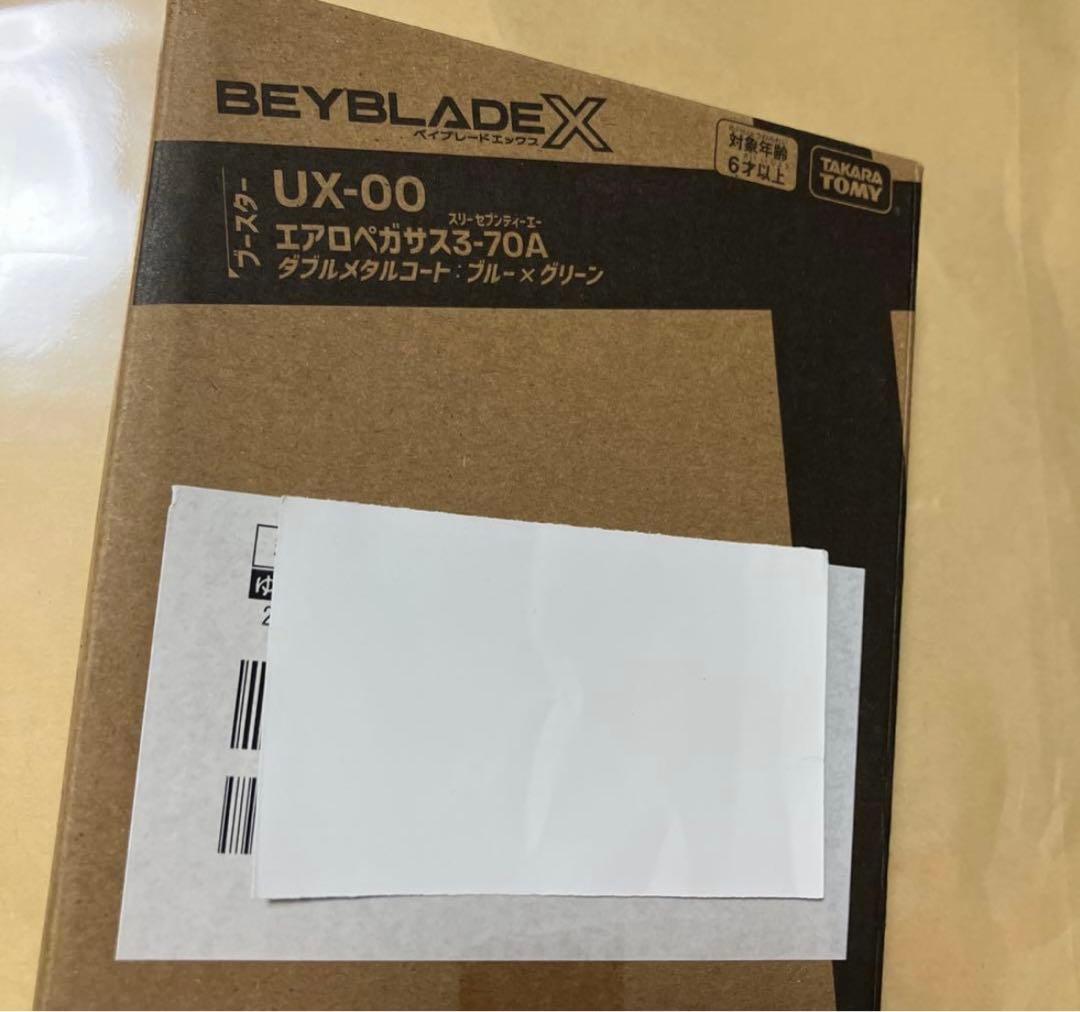 BEYBLADE X
ベイブレードエックス
対象年齢
6才以上
TAKARA
TOMY
ブースター
UX-00
スリーセブンティーエー
エアロペガサス3-70A
ダブルメタルコート:ブルー×グリーン
ゆ
2